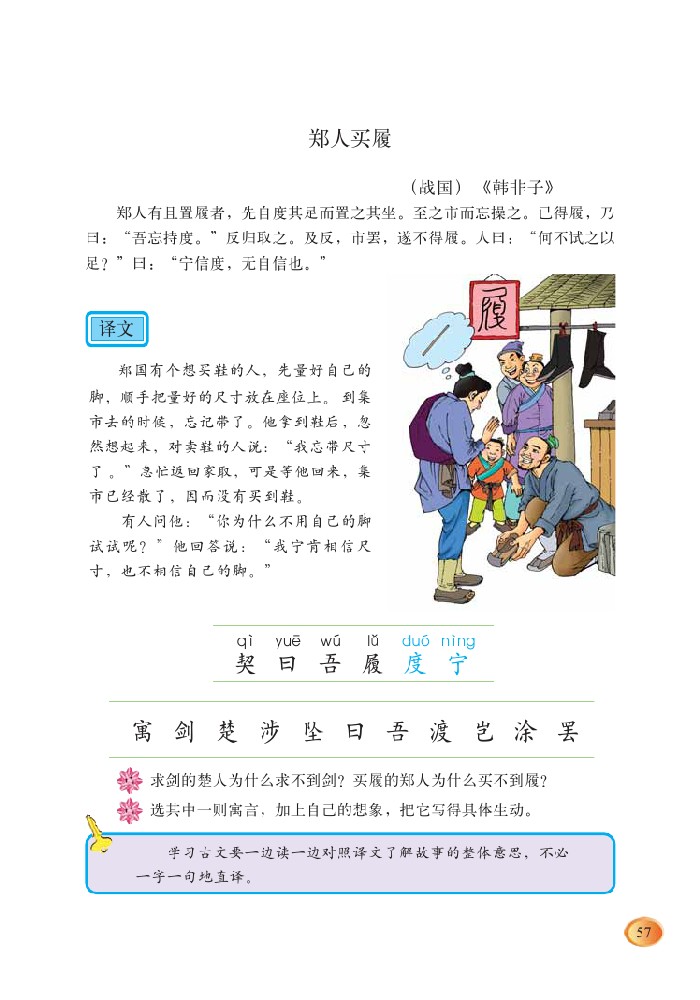 郑人买履
（战国）《韩非子》
郑人有且置履者，先自度其足而置之其坐。至之市而忘操之。已得履，乃
曰：“吾忘持度。”反归取之。及反，市罢，遂不得履。人曰：“何不试之以
足？”曰：“宁信度，无自信也。”
履
译文
郑国有个想买鞋的人，先量好自己的
脚，顺手把量好的尺寸放在座位上。到集
市去的时候，忘记带了。他拿到鞋后，忽
然想起来，对卖鞋的人说：“我忘带尺寸
了。”急忙返回家取，可是等他回来，集
市已经散了，因而没有买到鞋。
有人问他：“你为什么不用自己的脚
试试呢？”他回答说：“我宁肯相信尺
寸，也不相信自己的脚。”
qì yuē wú lǚ duó nìng
契 曰 吾 履 度 宁
寓 剑 楚 涉 坠 曰 吾 渡 岂 涂 罢
求剑的楚人为什么求不到剑？买履的郑人为什么买不到履？
选其中一则寓言，加上自己的想象，把它写得具体生动。
学习古文要一边读一边对照译文了解故事的整体意思，不必
一字一句地直译。
57